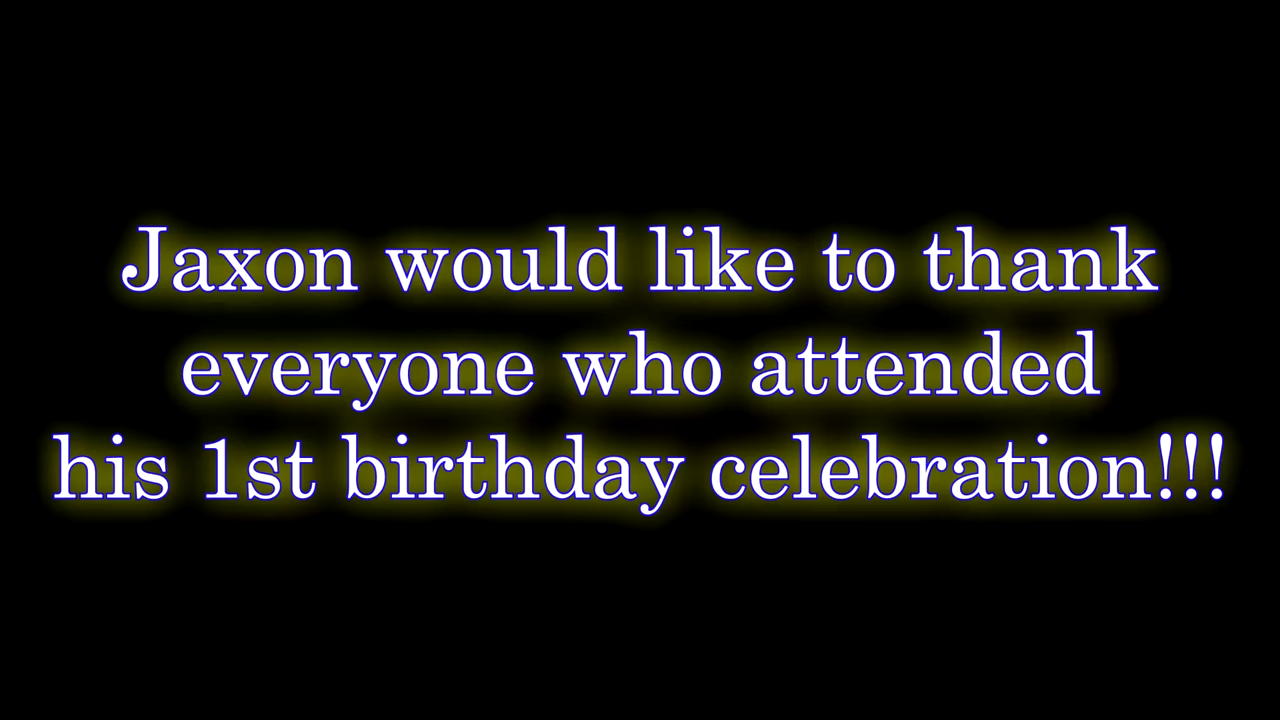 Jaxon would like to thank
everyone who attended
his 1st birthday celebration!!!